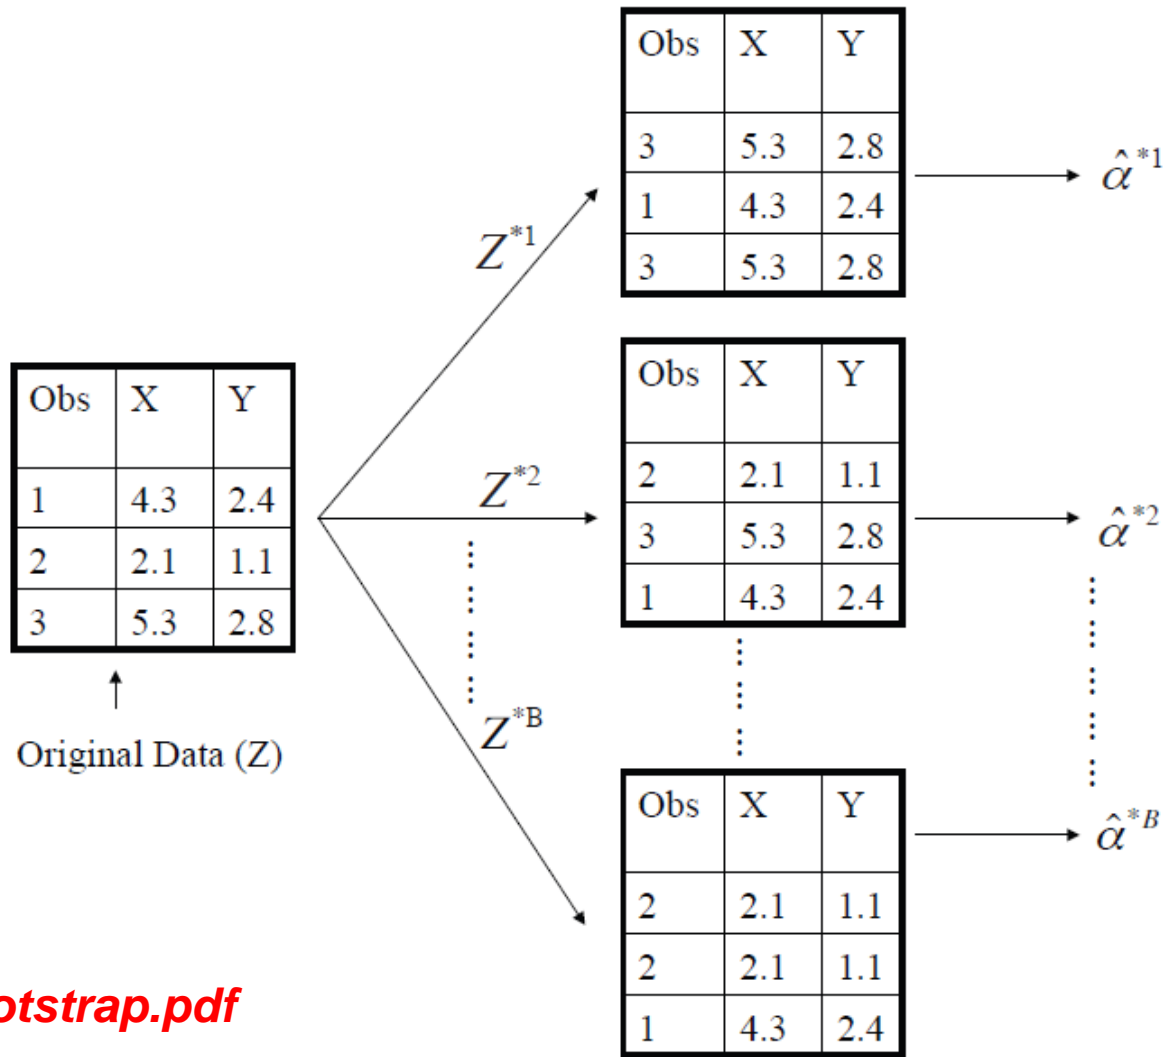 Obs X Y
1 4.3 2.4
2 2.1 1.1
3 5.3 2.8
Original Data (Z)
Z*1
Obs X Y
3 5.3 2.8
1 4.3 2.4
3 5.3 2.8
α̂*1
Z*2
Obs X Y
2 2.1 1.1
3 5.3 2.8
1 4.3 2.4
α̂*2
Z*B
Obs X Y
2 2.1 1.1
2 2.1 1.1
1 4.3 2.4
α̂*B
otstrap.pdf